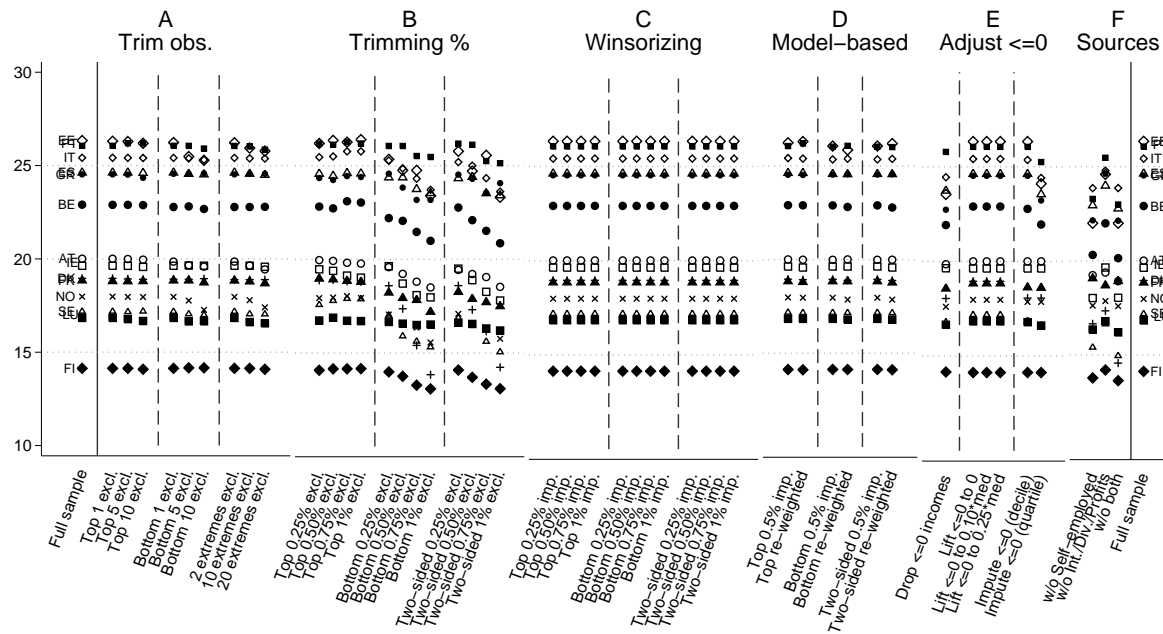 A B C D E F
Trim obs. Trimming % Winsorizing Model−based Adjust <=0 Sources
30
25
20
15
10
EE
IT
ES
GR
BE
AT
NO
SE
LU
FI
IT
BE
AT
NO
SE
FI
Full sample
Top 1 excl.
Top 5 excl.
Top 10 excl.
Bottom 1 excl.
Bottom 5 excl.
Bottom 10 excl.
2 extremes excl.
10 extremes excl.
20 extremes excl.
Top 0.25% excl.
Top 0.50% excl.
Top 0.75% excl.
Top 1% excl.
Bottom 0.25% excl.
Bottom 0.50% excl.
Bottom 0.75% excl.
Bottom 1% excl.
Two−sided 0.25% excl.
Two−sided 0.50% excl.
Two−sided 0.75% excl.
Two−sided 1% excl.
Top 0.25% imp.
Top 0.50% imp.
Top 0.75% imp.
Top 1% imp.
Bottom 0.25% imp.
Bottom 0.50% imp.
Bottom 0.75% imp.
Bottom 1% imp.
Two−sided 0.25% imp.
Two−sided 0.50% imp.
Two−sided 0.75% imp.
Two−sided 1% imp.
Top 0.5% imp.
Top re−weighted
Bottom 0.5% imp.
Bottom re−weighted
Two−sided 0.5% imp.
Two−sided re−weighted
Drop <=0 incomes
Lift <=0 to 0
Lift <=0 to 0.10*med
Lift <=0 to 0.25*med
Impute <=0 (decile)
Impute <=0 (quartile)
w/o Self−employed
w/o Int./Div./Profits
w/o both
Full sample